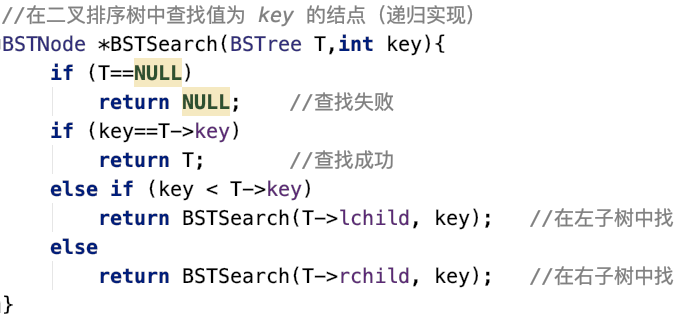 //在二叉排序树中查找值为 key 的结点（递归实现）
BSTNode *BSTSearch(BSTree T,int key){
    if (T==NULL)
        return NULL;    //查找失败
    if (key==T->key)
        return T;       //查找成功
    else if (key < T->key)
        return BSTSearch(T->lchild, key);   //在左子树中找
    else
        return BSTSearch(T->rchild, key);   //在右子树中找
}